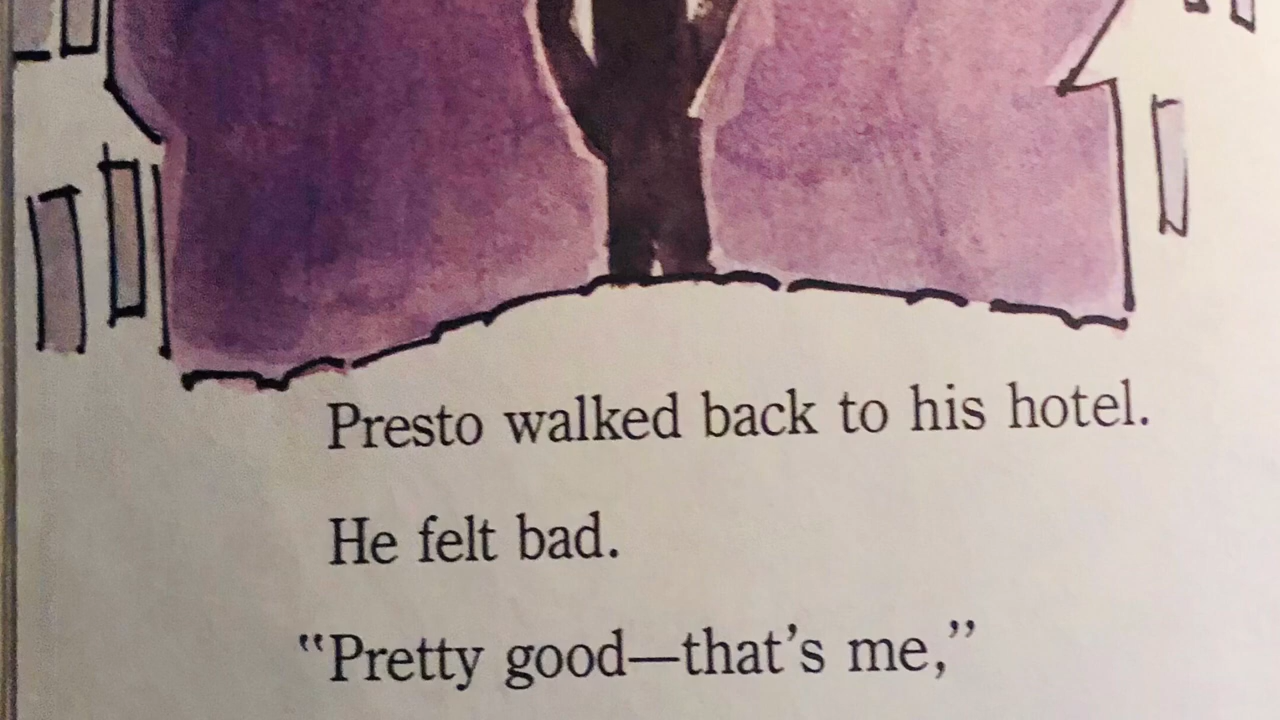 Presto walked back to his hotel.
He felt bad.
“Pretty good—that’s me,”